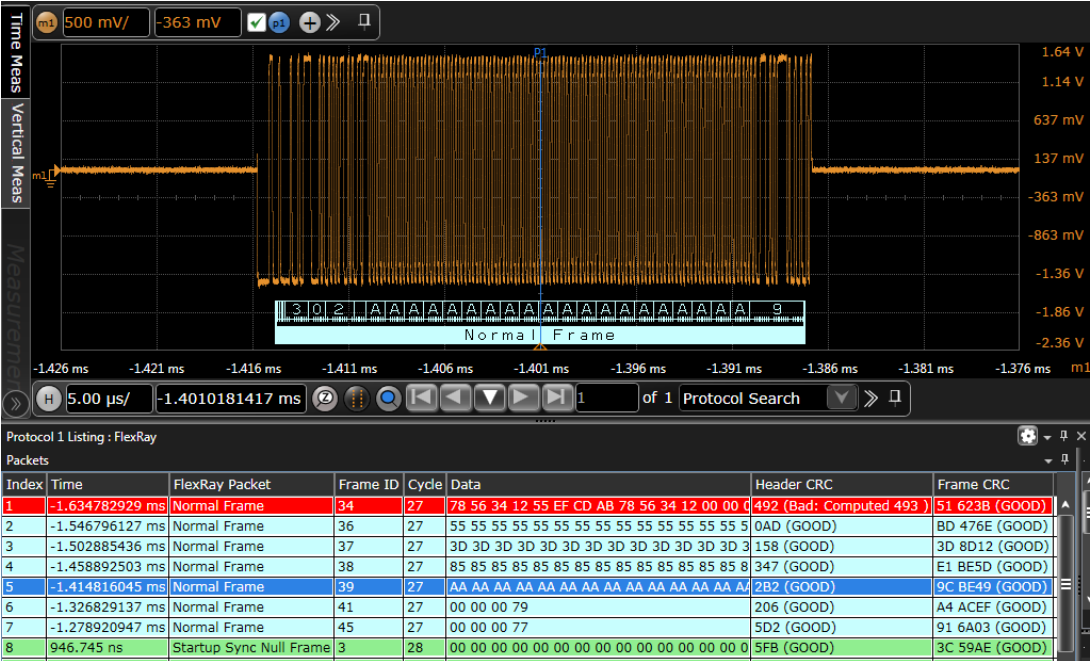 m1 500 mV/ -363 mV p1
Time Meas
Vertical Meas
Measurements
P1
1.64 V
1.14 V
637 mV
137 mV
m1
-363 mV
-863 mV
-1.36 V
-1.86 V
-2.36 V
3 0 2 A A A A A A A A A A A A A A A A A A A A 9
Normal Frame
-1.426 ms -1.421 ms -1.416 ms -1.411 ms -1.406 ms -1.401 ms -1.396 ms -1.391 ms -1.386 ms -1.381 ms -1.376 ms m1
H 5.00 µs/ -1.4010181417 ms Z 1 of 1 Protocol Search
Protocol 1 Listing : FlexRay
Packets
Index Time FlexRay Packet Frame ID Cycle Data Header CRC Frame CRC
1 -1.634782929 ms Normal Frame 34 27 78 56 34 12 55 EF CD AB 78 56 34 12 00 00 0 492 (Bad: Computed 493 ) 51 623B (GOOD)
2 -1.546796127 ms Normal Frame 36 27 55 55 55 55 55 55 55 55 55 55 55 55 55 55 5 0AD (GOOD) BD 476E (GOOD)
3 -1.502885436 ms Normal Frame 37 27 3D 3D 3D 3D 3D 3D 3D 3D 3D 3D 3D 3D 3D 3 158 (GOOD) 3D 8D12 (GOOD)
4 -1.458892503 ms Normal Frame 38 27 85 85 85 85 85 85 85 85 85 85 85 85 85 85 8 347 (GOOD) E1 BE5D (GOOD)
5 -1.414816045 ms Normal Frame 39 27 AA AA AA AA AA AA AA AA AA AA AA AA AA A 2B2 (GOOD) 9C BE49 (GOOD)
6 -1.326829137 ms Normal Frame 41 27 00 00 00 79 206 (GOOD) A4 ACEF (GOOD)
7 -1.278920947 ms Normal Frame 45 27 00 00 00 77 5D2 (GOOD) 91 6A03 (GOOD)
8 946.745 ns Startup Sync Null Frame 3 28 00 00 00 00 00 00 00 00 00 00 00 00 00 00 0 5FB (GOOD) 3C 59AE (GOOD)